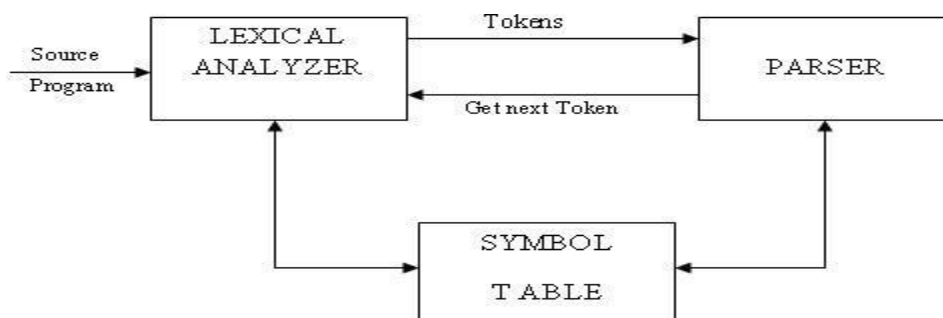 Source
Program
LEXICAL
ANALYZER
Tokens
Get next Token
PARSER
SYMBOL
TABLE